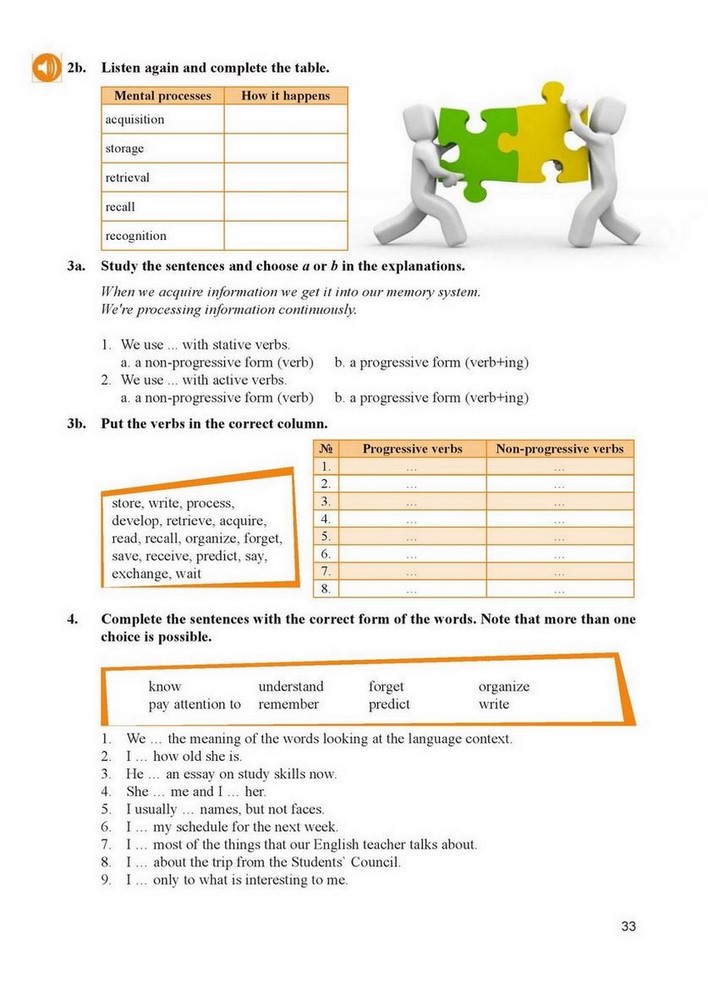 2b. Listen again and complete the table.
Mental processes How it happens
acquisition
storage
retrieval
recall
recognition
3a. Study the sentences and choose a or b in the explanations.
When we acquire information we get it into our memory system.
We're processing information continuously.
1. We use ... with stative verbs.
a. a non-progressive form (verb) b. a progressive form (verb+ing)
2. We use ... with active verbs.
a. a non-progressive form (verb) b. a progressive form (verb+ing)
3b. Put the verbs in the correct column.
№ Progressive verbs Non-progressive verbs
1. ... ...
2. ... ...
3. ... ...
4. ... ...
5. ... ...
6. ... ...
7. ... ...
8. ... ...
store, write, process,
develop, retrieve, acquire,
read, recall, organize, forget,
save, receive, predict, say,
exchange, wait
4. Complete the sentences with the correct form of the words. Note that more than one
choice is possible.
know understand forget organize
pay attention to remember predict write
1. We ... the meaning of the words looking at the language context.
2. I ... how old she is.
3. He ... an essay on study skills now.
4. She ... me and I ... her.
5. I usually ... names, but not faces.
6. I ... my schedule for the next week.
7. I ... most of the things that our English teacher talks about.
8. I ... about the trip from the Students` Council.
9. I ... only to what is interesting to me.
33